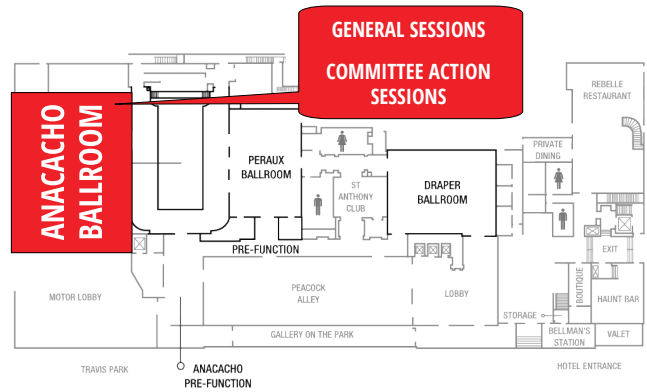 GENERAL SESSIONS
COMMITTEE ACTION
SESSIONS
ANACACHO
BALLROOM
REBELLE
RESTAURANT
PERAUX
BALLROOM
ST
ANTHONY
CLUB
DRAPER
BALLROOM
PRIVATE
DINING
PRE-FUNCTION
EXIT
MOTOR LOBBY
PEACOCK
ALLEY
LOBBY
BOUTIQUE
HAUNT BAR
STORAGE
GALLERY ON THE PARK
BELLMAN'S
STATION
VALET
TRAVIS PARK
ANACACHO
PRE-FUNCTION
HOTEL ENTRANCE